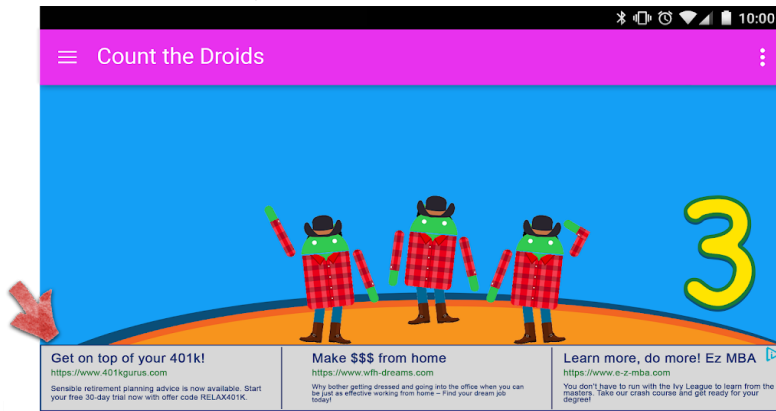 10:00
Count the Droids
3
Get on top of your 401k!
https://www.401kgurus.com
Sensible retirement planning advice is now available. Start
your free 30-day trial now with offer code RELAX401K.
Make $$$ from home
https://www.wfh-dreams.com
Why bother getting dressed and going into the office when you can
be just as effective working from home – Find your dream job
today!
Learn more, do more! Ez MBA
https://www.e-z-mba.com
You don't have to run with the Ivy League to learn from the
masters. Take our crash course and get ready for your
degree!